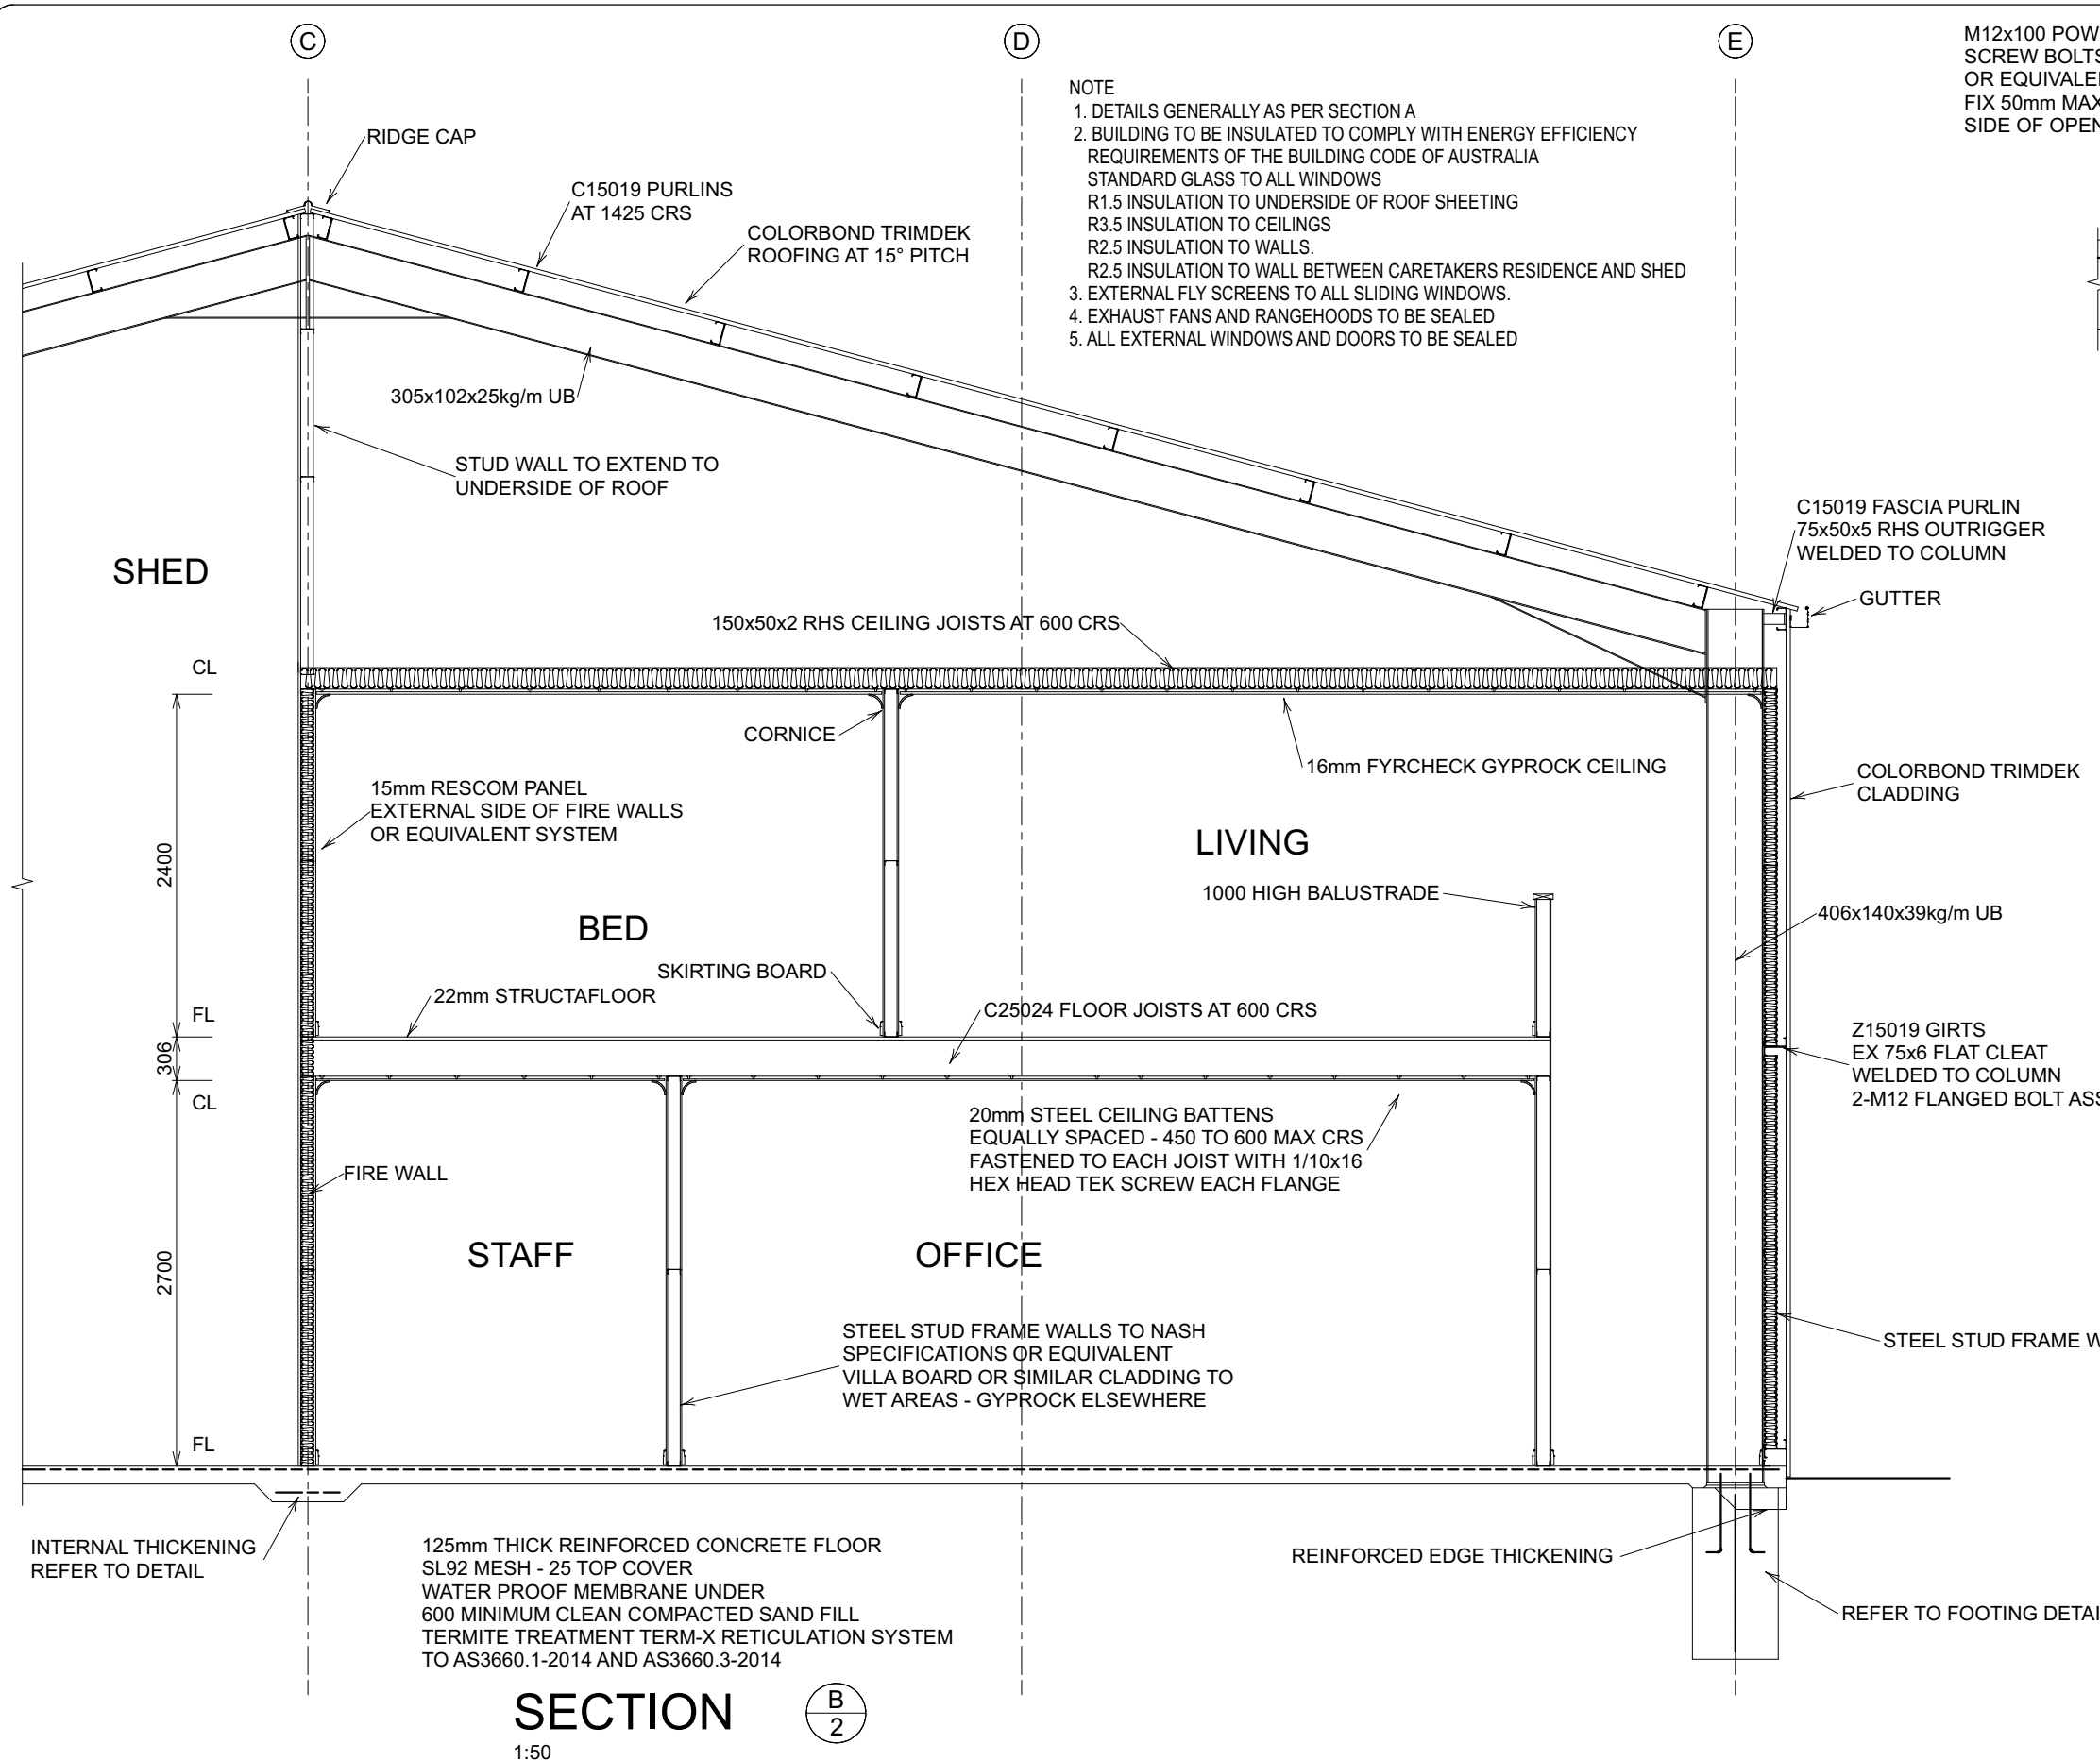 C
D
E
M12x100 POW
SCREW BOLTS
OR EQUIVALE
FIX 50mm MAX
SIDE OF OPEN
NOTE
1. DETAILS GENERALLY AS PER SECTION A
2. BUILDING TO BE INSULATED TO COMPLY WITH ENERGY EFFICIENCY
REQUIREMENTS OF THE BUILDING CODE OF AUSTRALIA
STANDARD GLASS TO ALL WINDOWS
R1.5 INSULATION TO UNDERSIDE OF ROOF SHEETING
R3.5 INSULATION TO CEILINGS
R2.5 INSULATION TO WALLS.
R2.5 INSULATION TO WALL BETWEEN CARETAKERS RESIDENCE AND SHED
3. EXTERNAL FLY SCREENS TO ALL SLIDING WINDOWS.
4. EXHAUST FANS AND RANGEHOODS TO BE SEALED
5. ALL EXTERNAL WINDOWS AND DOORS TO BE SEALED
RIDGE CAP
C15019 PURLINS
AT 1425 CRS
COLORBOND TRIMDEK
ROOFING AT 15° PITCH
305x102x25kg/m UB
STUD WALL TO EXTEND TO
UNDERSIDE OF ROOF
SHED
C15019 FASCIA PURLIN
75x50x5 RHS OUTRIGGER
WELDED TO COLUMN
GUTTER
150x50x2 RHS CEILING JOISTS AT 600 CRS
CL
CORNICE
16mm FYRCHECK GYPROCK CEILING
COLORBOND TRIMDEK
CLADDING
15mm RESCOM PANEL
EXTERNAL SIDE OF FIRE WALLS
OR EQUIVALENT SYSTEM
2400
LIVING
1000 HIGH BALUSTRADE
406x140x39kg/m UB
BED
SKIRTING BOARD
22mm STRUCTAFLOOR
C25024 FLOOR JOISTS AT 600 CRS
FL
306
CL
Z15019 GIRTS
EX 75x6 FLAT CLEAT
WELDED TO COLUMN
2-M12 FLANGED BOLT ASS
20mm STEEL CEILING BATTENS
EQUALLY SPACED - 450 TO 600 MAX CRS
FASTENED TO EACH JOIST WITH 1/10x16
HEX HEAD TEK SCREW EACH FLANGE
FIRE WALL
2700
STAFF
OFFICE
STEEL STUD FRAME WALLS TO NASH
SPECIFICATIONS OR EQUIVALENT
VILLA BOARD OR SIMILAR CLADDING TO
WET AREAS - GYPROCK ELSEWHERE
STEEL STUD FRAME W
FL
INTERNAL THICKENING
REFER TO DETAIL
125mm THICK REINFORCED CONCRETE FLOOR
SL92 MESH - 25 TOP COVER
WATER PROOF MEMBRANE UNDER
600 MINIMUM CLEAN COMPACTED SAND FILL
TERMITE TREATMENT TERM-X RETICULATION SYSTEM
TO AS3660.1-2014 AND AS3660.3-2014
REINFORCED EDGE THICKENING
REFER TO FOOTING DETAI
SECTION
B
2
1:50